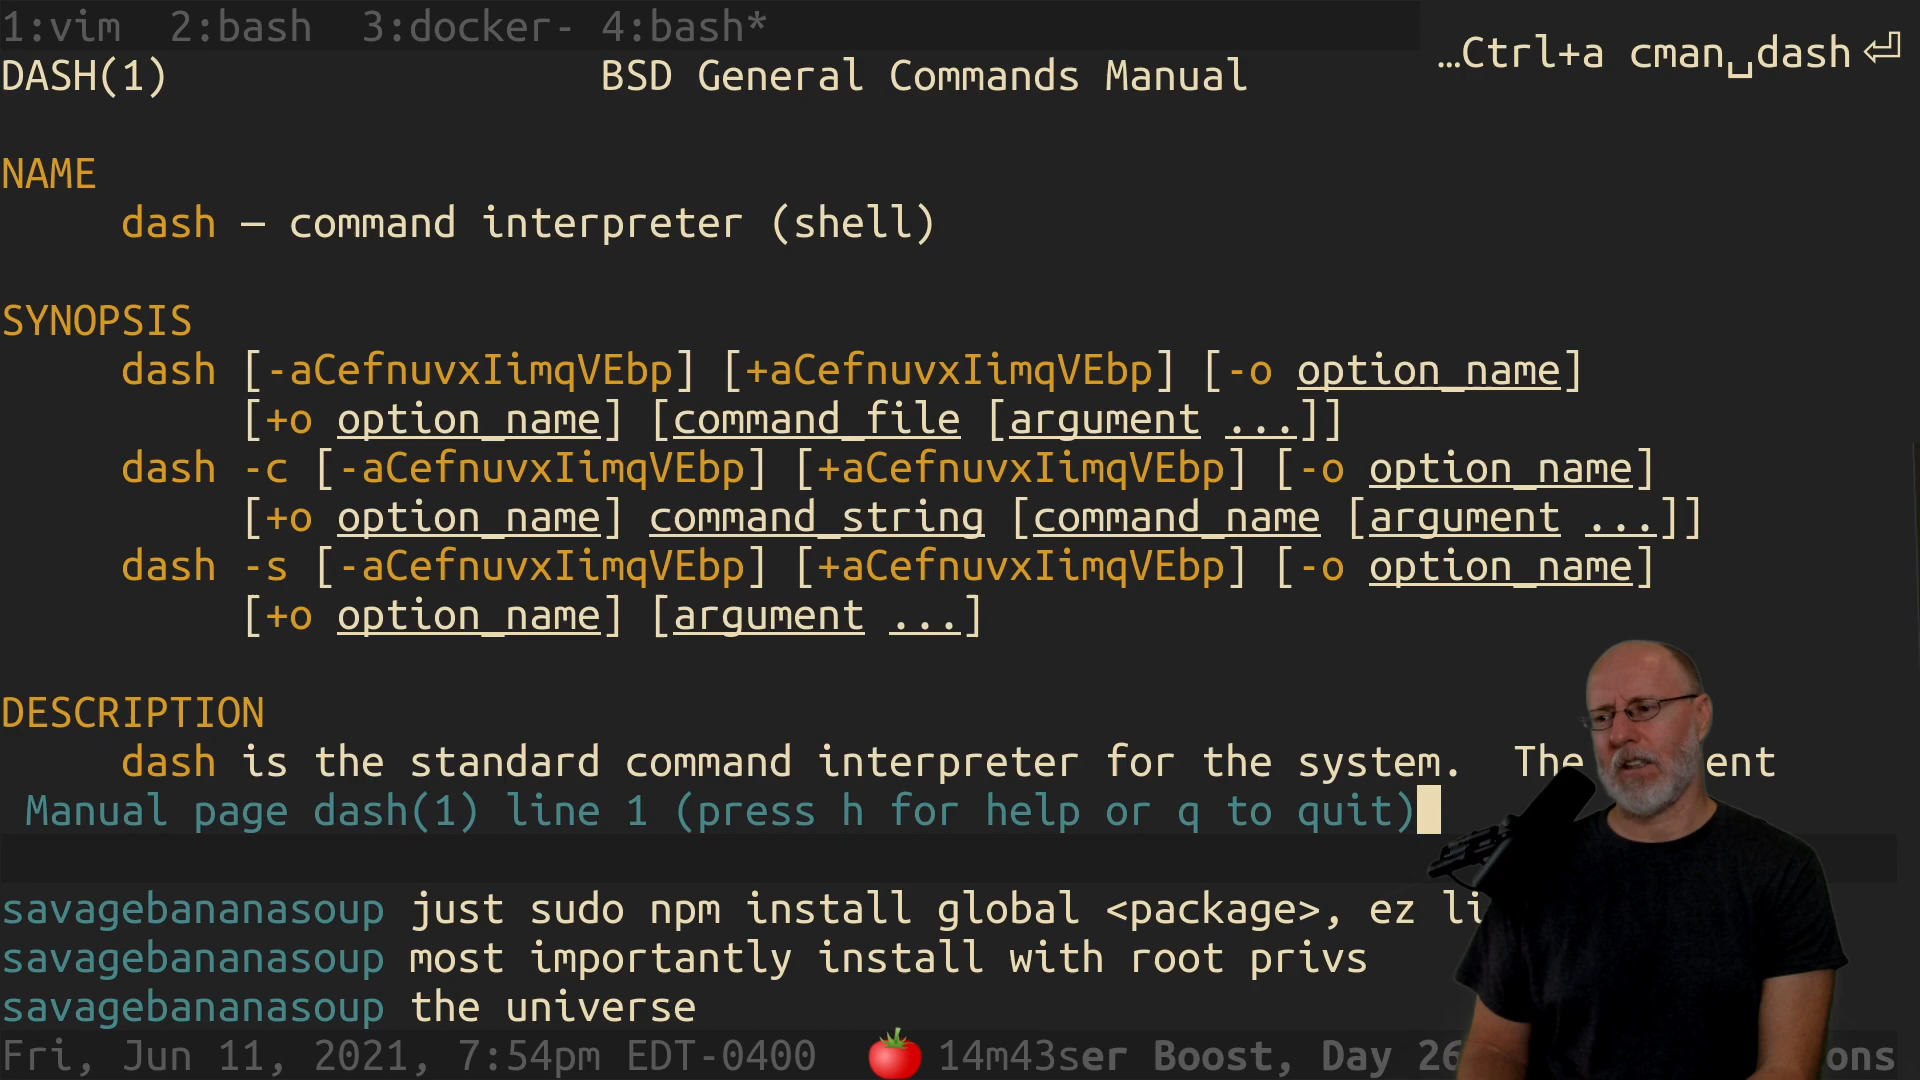 1:vim  2:bash  3:docker- 4:bash*
…Ctrl+a cman␣dash⏎
DASH(1)                  BSD General Commands Manual
NAME
dash — command interpreter (shell)
SYNOPSIS
dash [-aCefnuvxIimqVEbp] [+aCefnuvxIimqVEbp] [-o option_name]
[+o option_name] [command_file [argument ...]]
dash -c [-aCefnuvxIimqVEbp] [+aCefnuvxIimqVEbp] [-o option_name]
[+o option_name] command_string [command_name [argument ...]]
dash -s [-aCefnuvxIimqVEbp] [+aCefnuvxIimqVEbp] [-o option_name]
[+o option_name] [argument ...]
DESCRIPTION
dash is the standard command interpreter for the system.  The
Manual page dash(1) line 1 (press h for help or q to quit)
savagebananasoup just sudo npm install global <package>, ez
savagebananasoup most importantly install with root privs
savagebananasoup the universe
Fri, Jun 11, 2021, 7:54pm EDT-0400 🍅 14m43ser Boost, Day 26